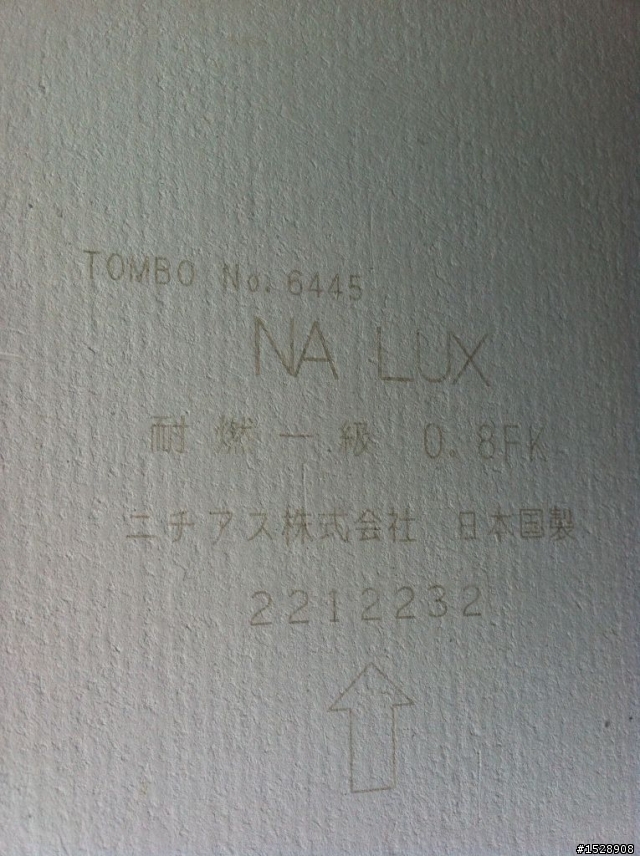 TOMBO No. 6445
NA LUX
耐燃一級 0.8FK
ニチアス株式会社 日本国製
2212232
#1528908